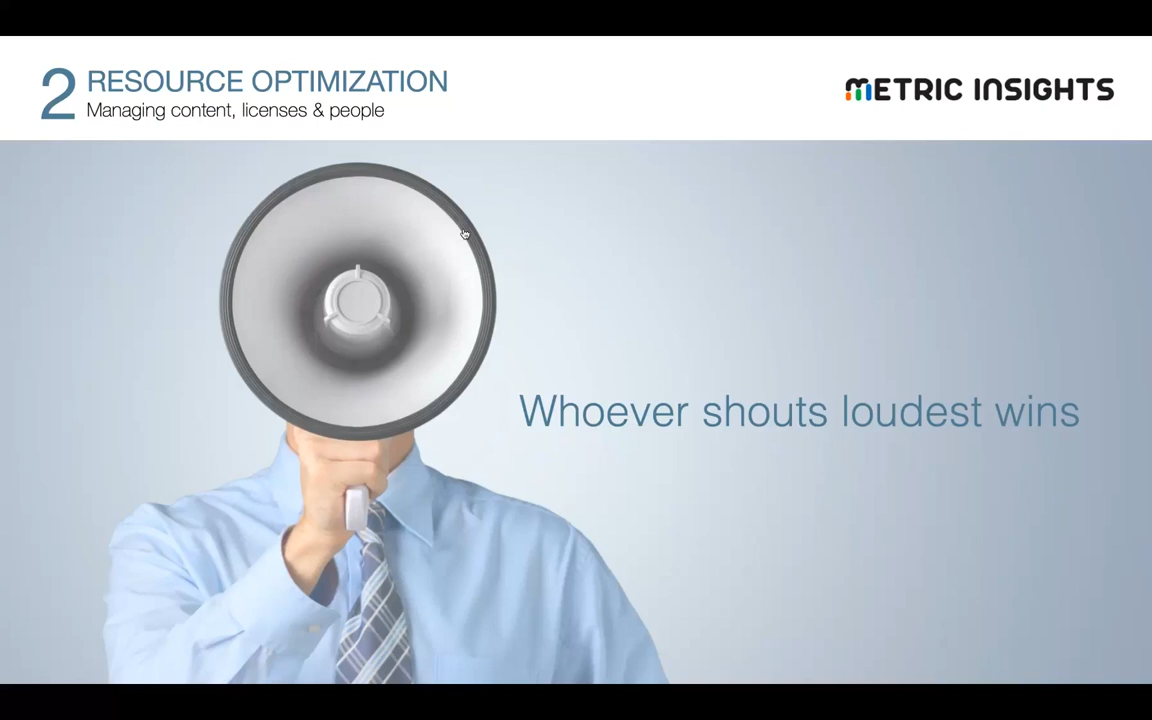 2
RESOURCE OPTIMIZATION
Managing content, licenses & people
METRIC INSIGHTS
Whoever shouts loudest wins